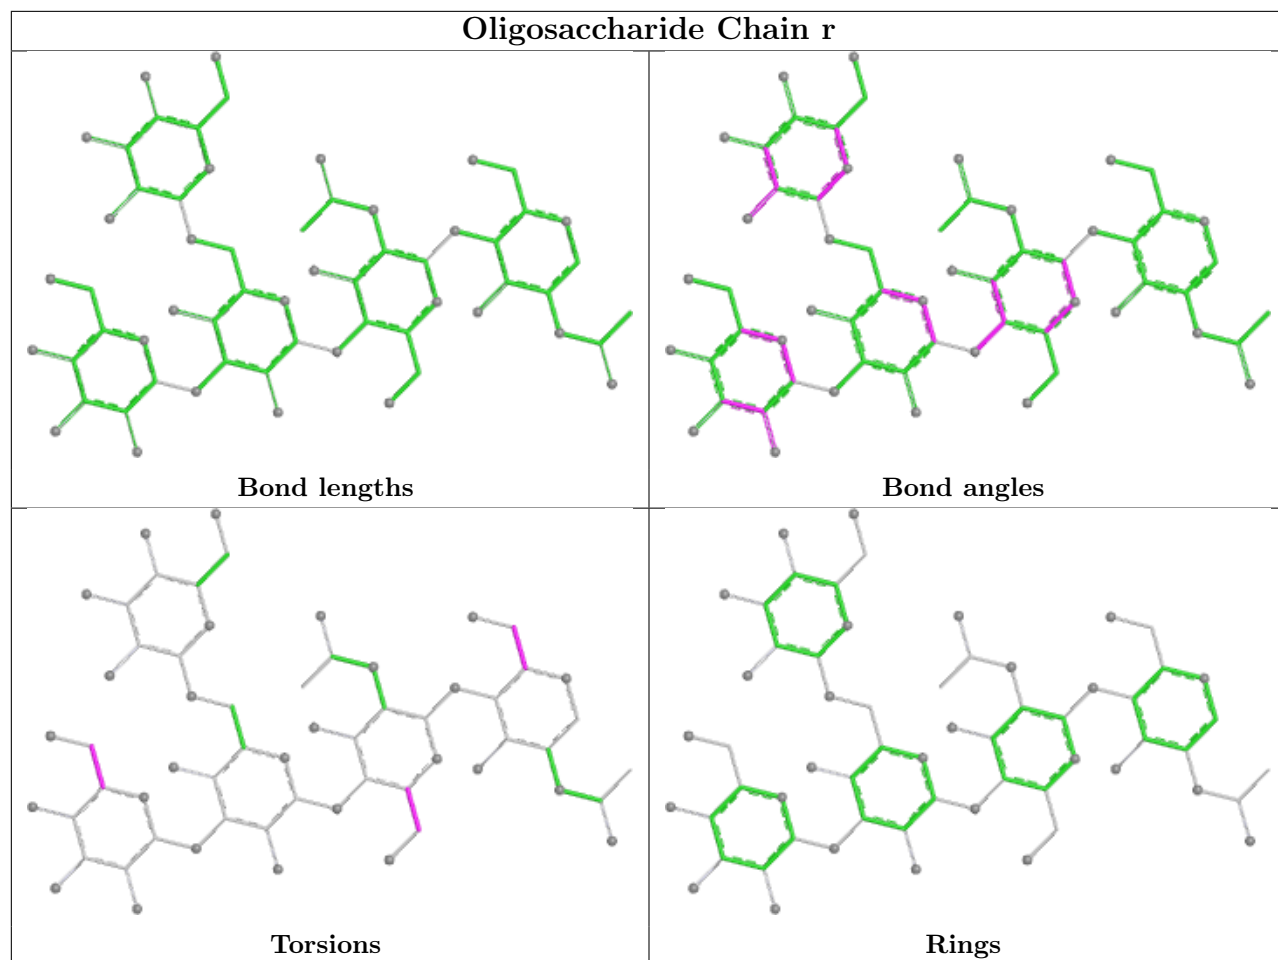 Oligosaccharide Chain r
Bond lengths
Bond angles
Torsions
Rings